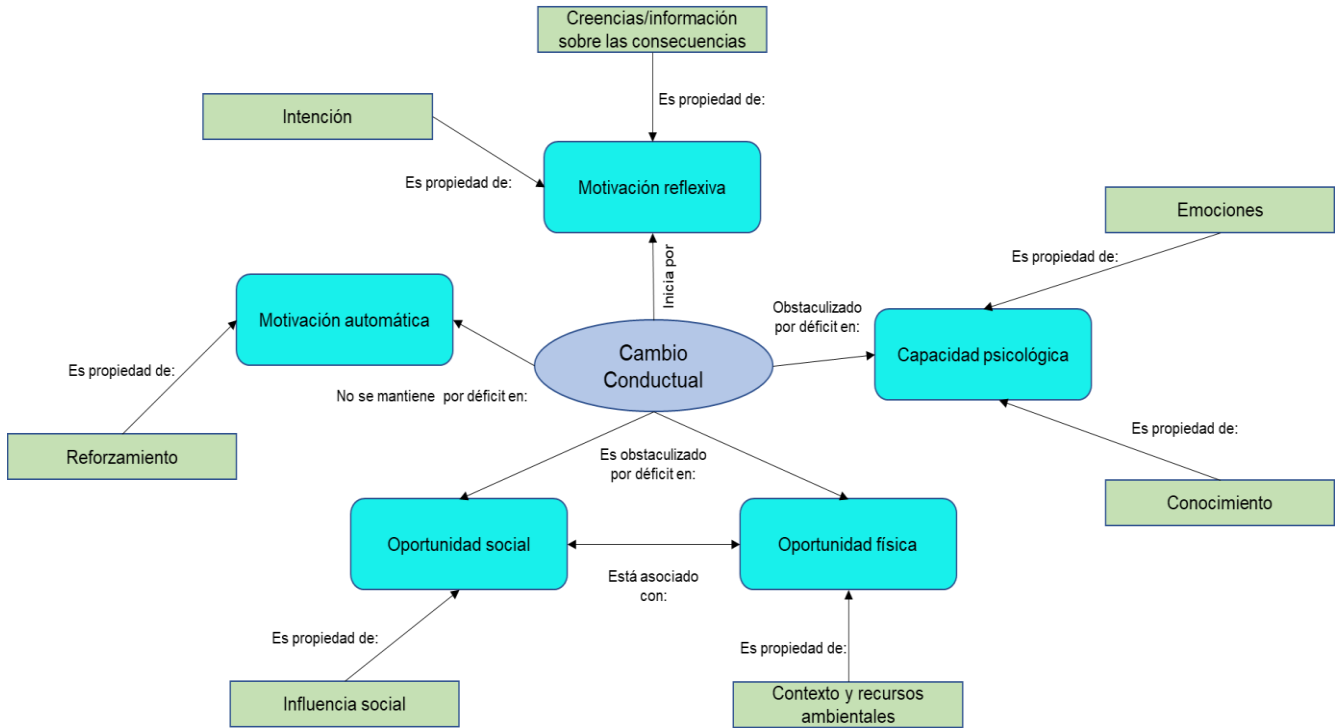 Creencias/información
sobre las consecuencias
Es propiedad de:
Intención
Es propiedad de:
Motivación reflexiva
Emociones
Es propiedad de:
Inicia por
Obstaculizado
por déficit en:
Motivación automática
Capacidad psicológica
Cambio
Conductual
Es propiedad de:
No se mantiene por déficit en:
Es propiedad de:
Reforzamiento
Es obstaculizado
por déficit en:
Conocimiento
Oportunidad social
Oportunidad física
Está asociado
con:
Es propiedad de:
Es propiedad de:
Influencia social
Contexto y recursos
ambientales